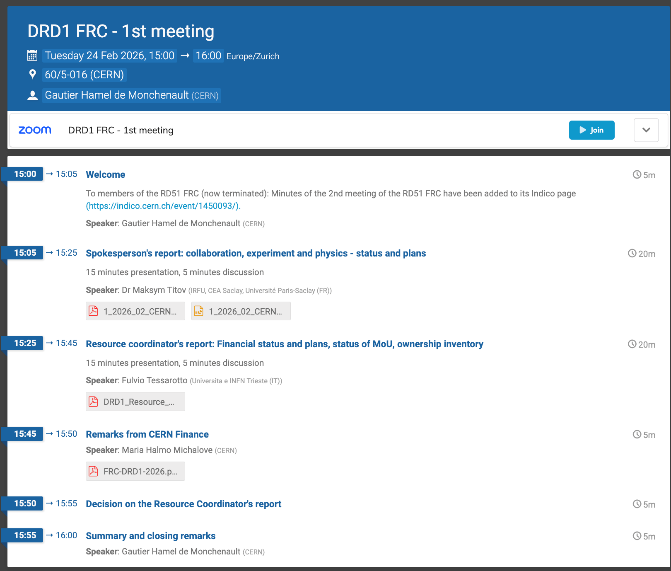 DRD1 FRC - 1st meeting
Tuesday 24 Feb 2026, 15:00 → 16:00 Europe/Zurich
60/5-016 (CERN)
Gautier Hamel de Monchenault (CERN)
zoom DRD1 FRC - 1st meeting Join
15:00 → 15:05 Welcome 5m
To members of the RD51 FRC (now terminated): Minutes of the 2nd meeting of the RD51 FRC have been added to its Indico page
(https://indico.cern.ch/event/1450093/).
Speaker: Gautier Hamel de Monchenault (CERN)
15:05 → 15:25 Spokesperson's report: collaboration, experiment and physics - status and plans 20m
15 minutes presentation, 5 minutes discussion
Speaker: Dr Maksym Titov (IRFU, CEA Saclay, Université Paris-Saclay (FR))
1_2026_02_CERN... 1_2026_02_CERN...
15:25 → 15:45 Resource coordinator's report: Financial status and plans, status of MoU, ownership inventory 20m
15 minutes presentation, 5 minutes discussion
Speaker: Fulvio Tessarotto (Universita e INFN Trieste (IT))
DRD1_Resource_...
15:45 → 15:50 Remarks from CERN Finance 5m
Speaker: Maria Halmo Michalove (CERN)
FRC-DRD1-2026.p...
15:50 → 15:55 Decision on the Resource Coordinator's report 5m
15:55 → 16:00 Summary and closing remarks 5m
Speaker: Gautier Hamel de Monchenault (CERN)